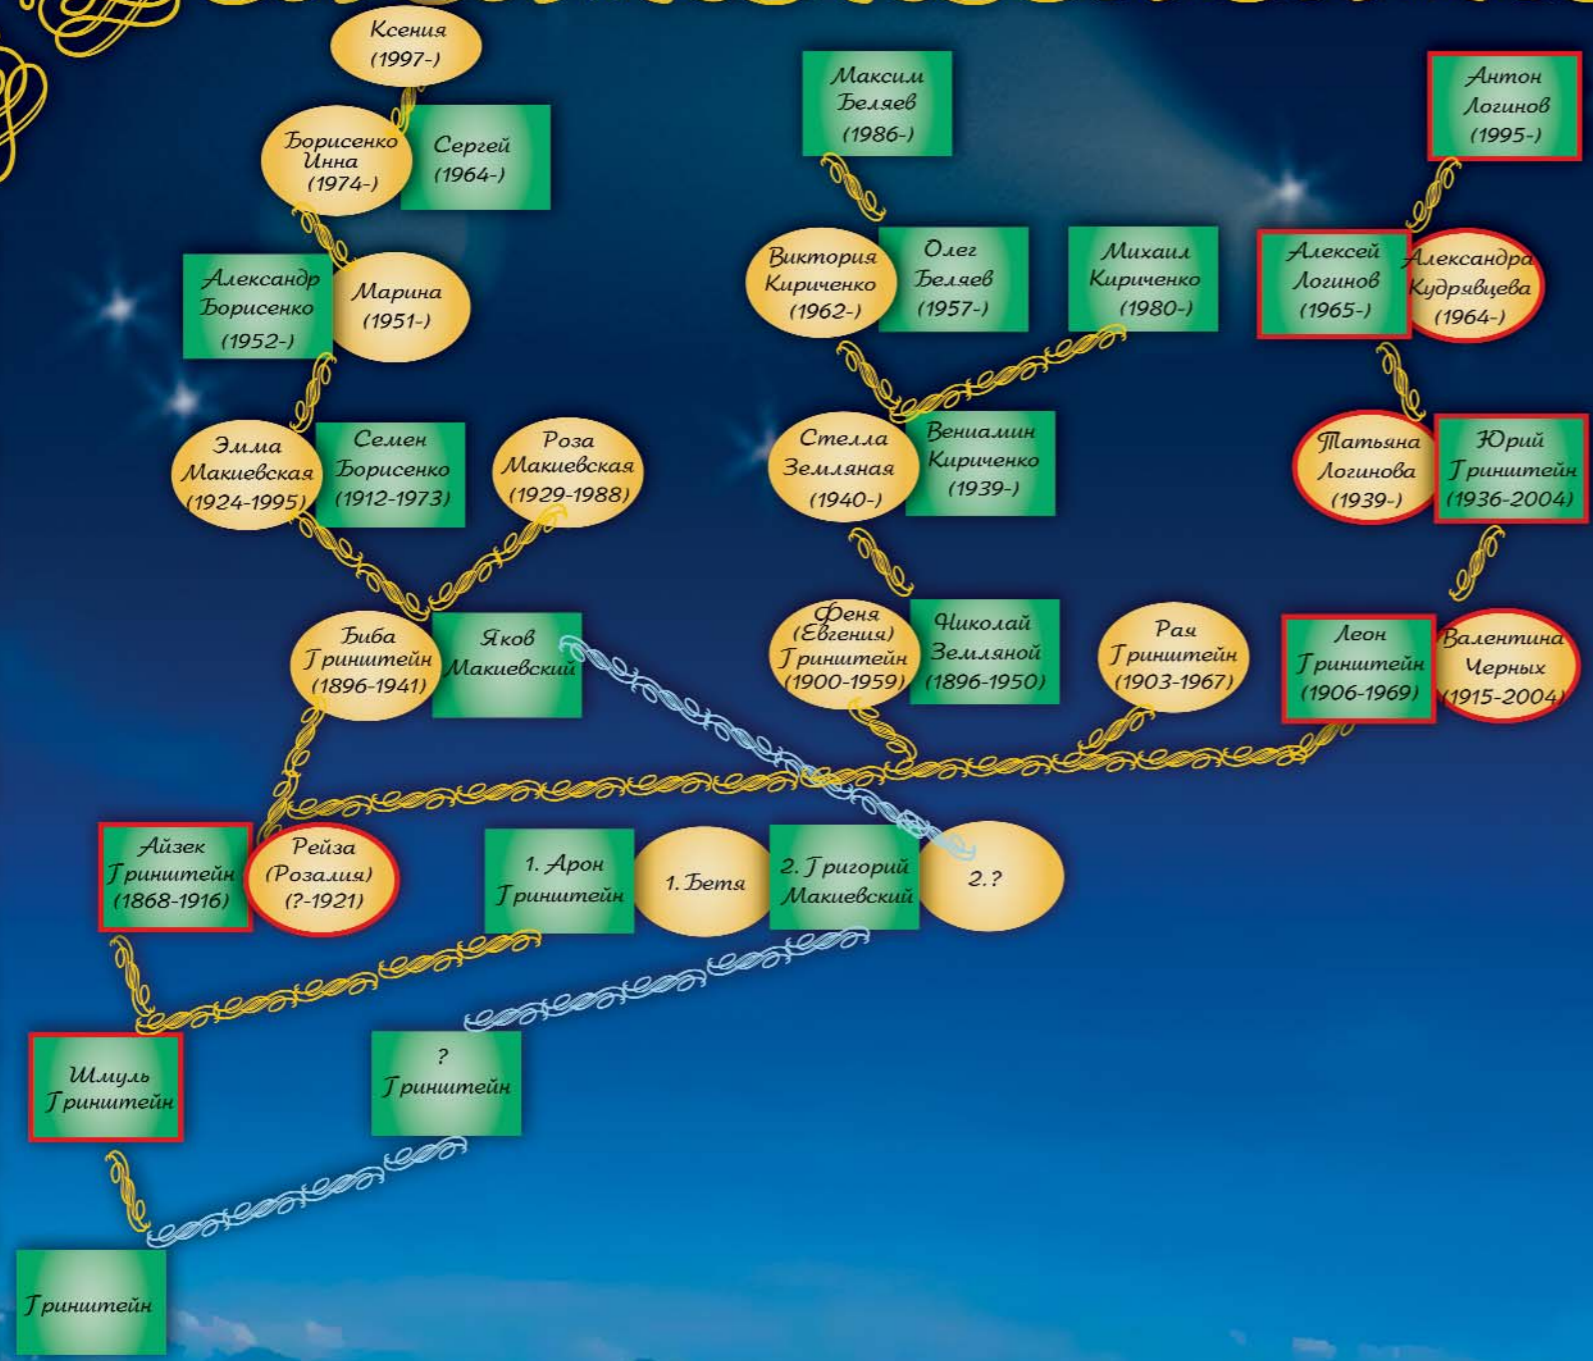 Ксения
(1997-)
Борисенко
Инна
(1974-)
Сергей
(1964-)
Максим
Беляев
(1986-)
Антон
Логинов
(1995-)
Александр
Борисенко
(1952-)
Марина
(1951-)
Виктория
Кириченко
(1962-)
Олег
Беляев
(1957-)
Михаил
Кириченко
(1980-)
Алексей
Логинов
(1965-)
Александра
Кудрявцева
(1964-)
Эмма
Макиевская
(1924-1995)
Семен
Борисенко
(1912-1973)
Роза
Макиевская
(1929-1988)
Стелла
Земляная
(1940-)
Вениамин
Кириченко
(1939-)
Татьяна
Логинова
(1939-)
Юрий
Гринштейн
(1936-2004)
Биба
Гринштейн
(1896-1941)
Яков
Макиевский
Феня
(Евгения)
Гринштейн
(1900-1959)
Николай
Земляной
(1896-1950)
Рая
Гринштейн
(1903-1967)
Леон
Гринштейн
(1906-1969)
Валентина
Черных
(1915-2004)
Айзек
Гринштейн
(1868-1916)
Рейза
(Розалия)
(?-1921)
1. Арон
Гринштейн
1. Бетя
2. Григорий
Макиевский
2.?
Шмуль
Гринштейн
?
Гринштейн
Гринштейн